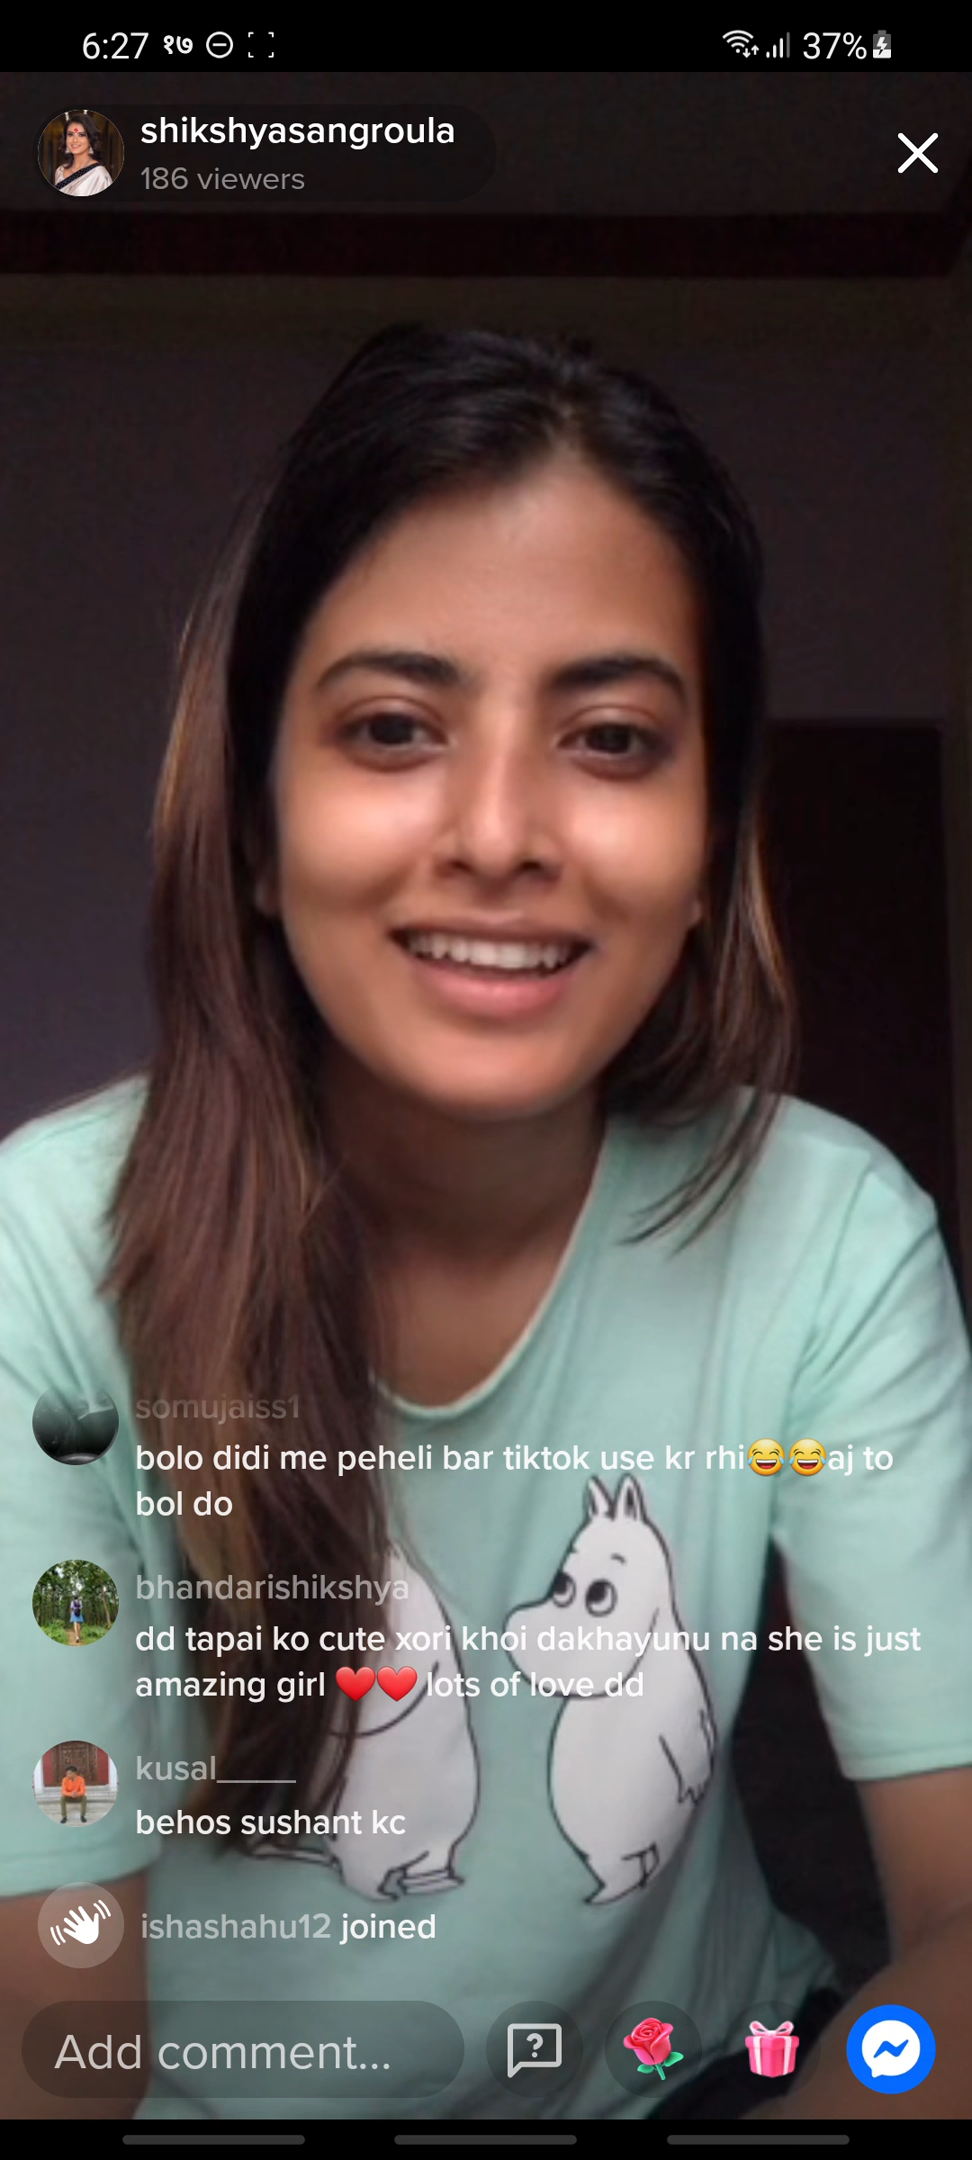 6:27 १७ 37%
shikshyasangroula
186 viewers
somujaiss1
bolo didi me peheli bar tiktok use kr rhi😂😂aj to
bol do
bhandarishikshya
dd tapai ko cute xori khoi dakhayunu na she is just
amazing girl ❤️❤️ lots of love dd
kusal____
behos sushant kc
ishashahu12 joined
Add comment...